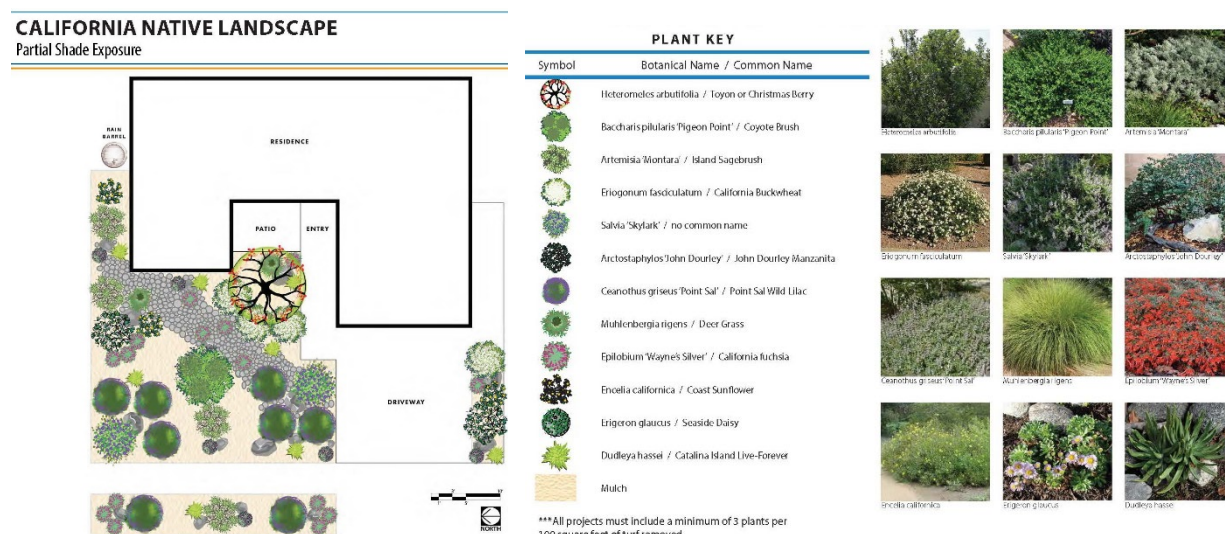 CALIFORNIA NATIVE LANDSCAPE
Partial Shade Exposure
RAIN
BARREL
RESIDENCE
PATIO
ENTRY
DRIVEWAY
NORTH
PLANT KEY
Symbol
Botanical Name / Common Name
Heteromeles arbutifolia / Toyon or Christmas Berry
Baccharis pilularis 'Pigeon Point' / Coyote Brush
Artemisia 'Montara' / Island Sagebrush
Eriogonum fasciculatum / California Buckwheat
Salvia 'Skylark' / no common name
Arctostaphylos 'John Dourley' / John Dourley Manzanita
Ceanothus griseus 'Point Sal' / Point Sal Wild Lilac
Muhlenbergia rigens / Deer Grass
Epilobium 'Wayne's Silver' / California fuchsia
Encelia californica / Coast Sunflower
Erigeron glaucus / Seaside Daisy
Dudleya hassei / Catalina Island Live-Forever
Mulch
***All projects must include a minimum of 3 plants per
100 square feet of turf removed
Heteromeles arbutifolia
Baccharis pilularis 'Pigeon Point'
Artemisia 'Montara'
Eriogonum fasciculatum
Salvia 'Skylark'
Arctostaphylos 'John Dourley'
Ceanothus griseus 'Point Sal'
Muhlenbergia rigens
Epilobium 'Wayne's Silver'
Encelia californica
Erigeron glaucus
Dudleya hassei